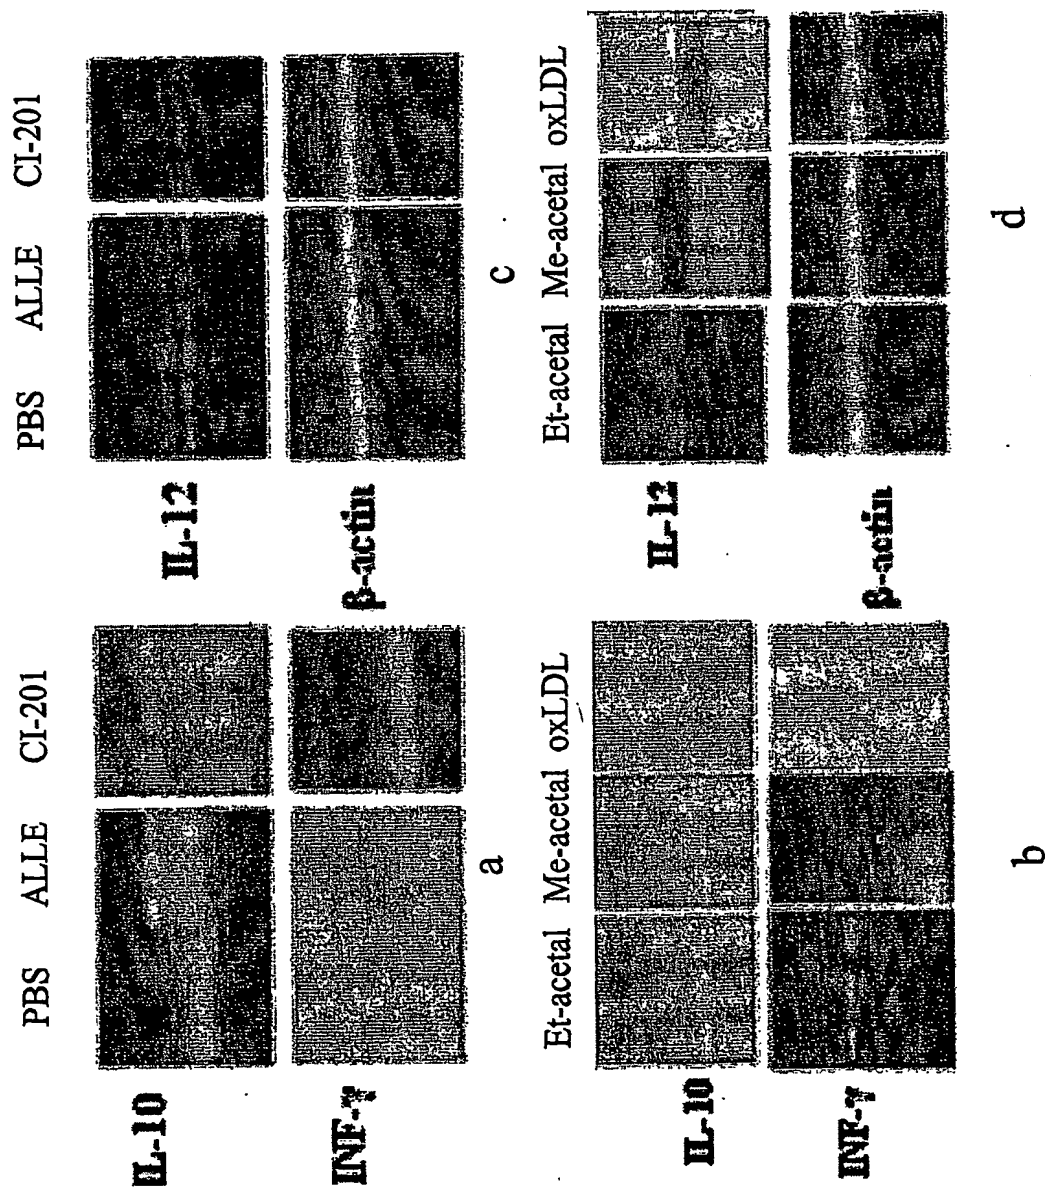 PBS ALLE CI-201
IL-10
INF-γ
a
Et-acetal Me-acetal oxLDL
IL-10
INF-γ
b
PBS ALLE CI-201
IL-12
β-actin
c
Et-acetal Me-acetal oxLDL
IL-12
β-actin
d